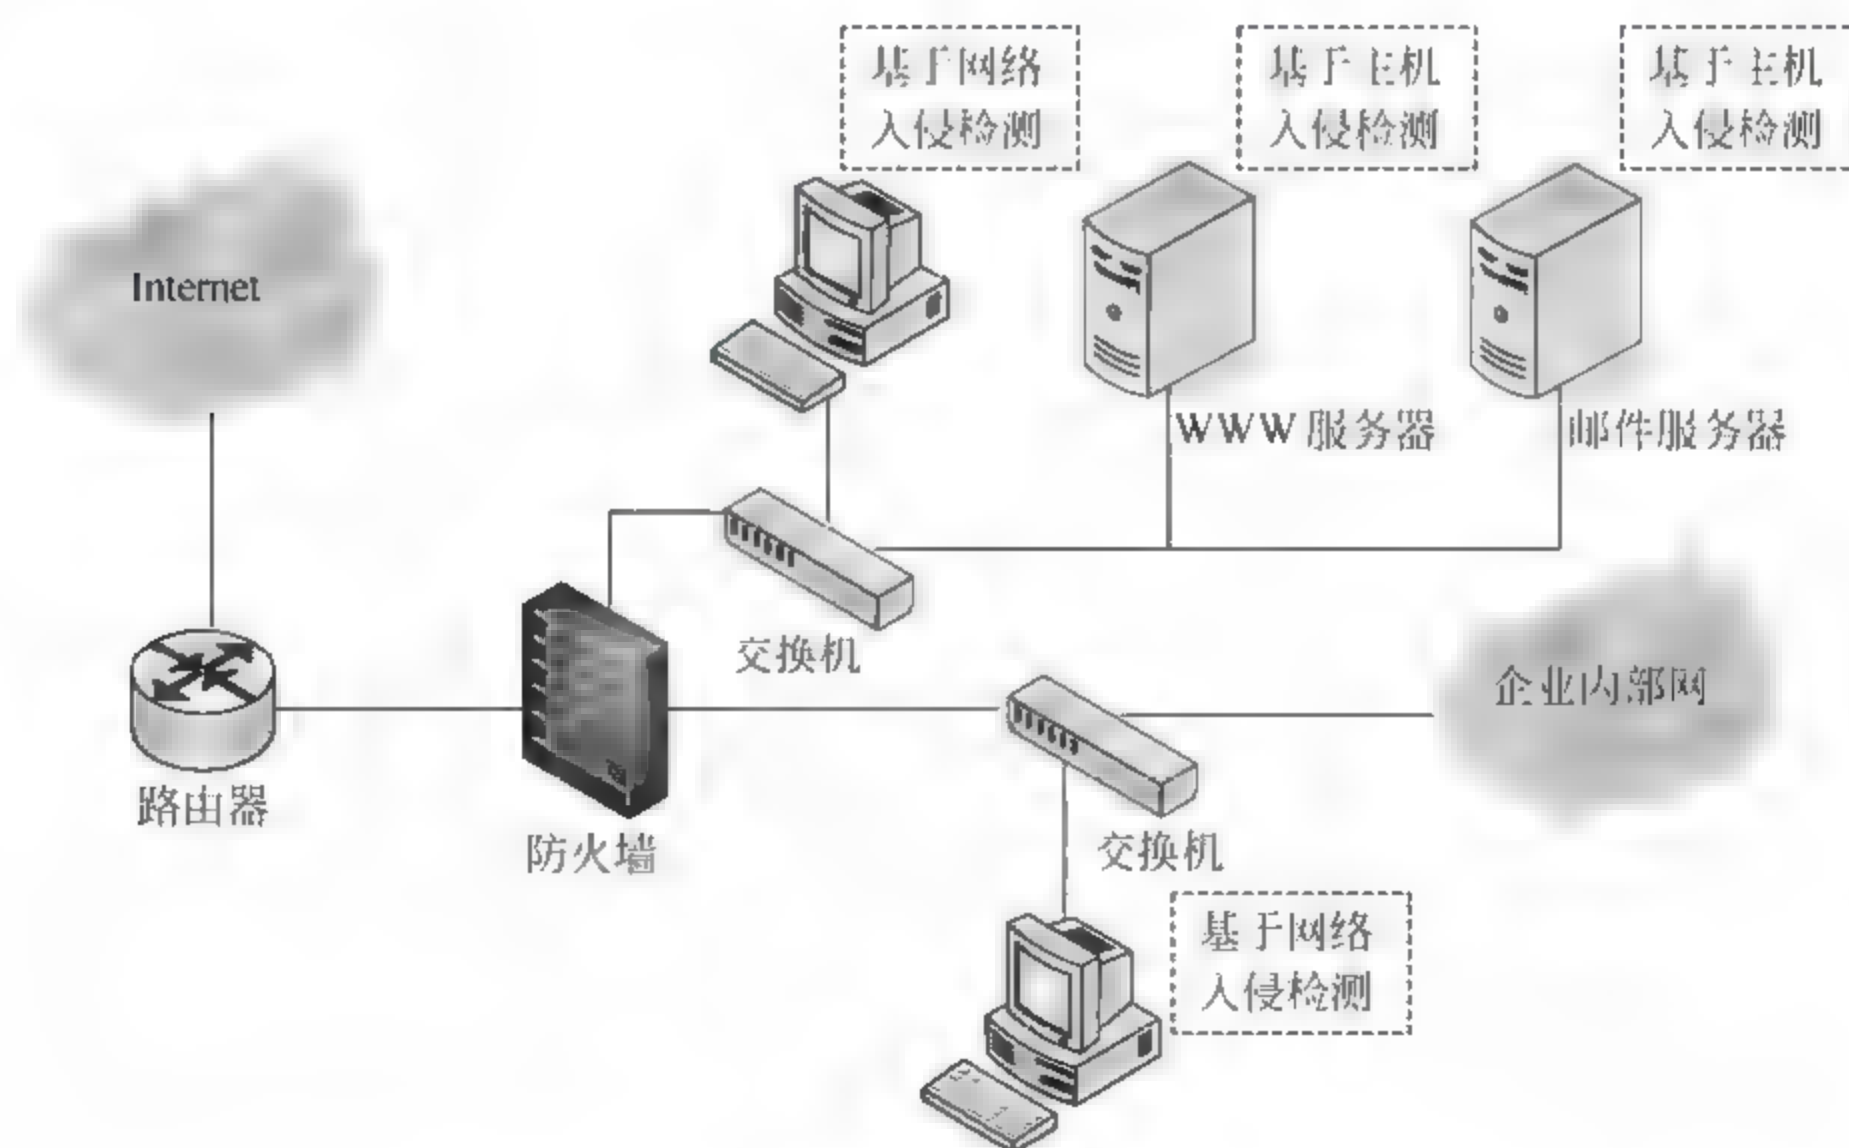 基于网络
入侵检测
基于主机
入侵检测
基于主机
入侵检测
Internet
WWW 服务器
邮件服务器
交换机
企业内部网
路由器
防火墙
交换机
基于网络
入侵检测